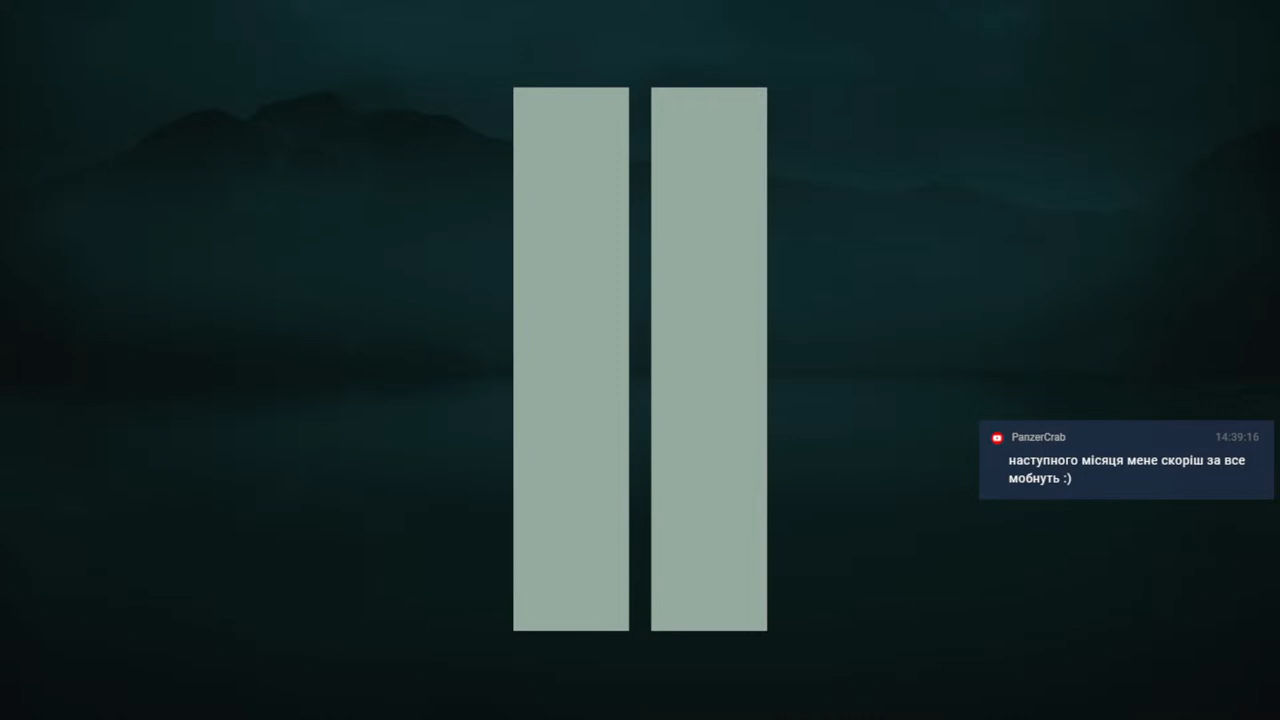 PanzerCrab 14:39:16
наступного місяця мене скоріш за все
мобнуть :)